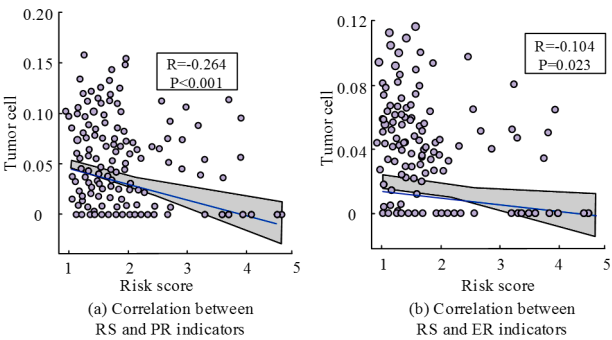 0.20
0.15
0.10
0.05
0
Tumor cell
R=-0.264
P<0.001
1 2 3 4 5
Risk score
(a) Correlation between
RS and PR indicators
0.12
0.08
0.04
0
Tumor cell
R=-0.104
P=0.023
1 2 3 4 5
Risk score
(b) Correlation between
RS and ER indicators